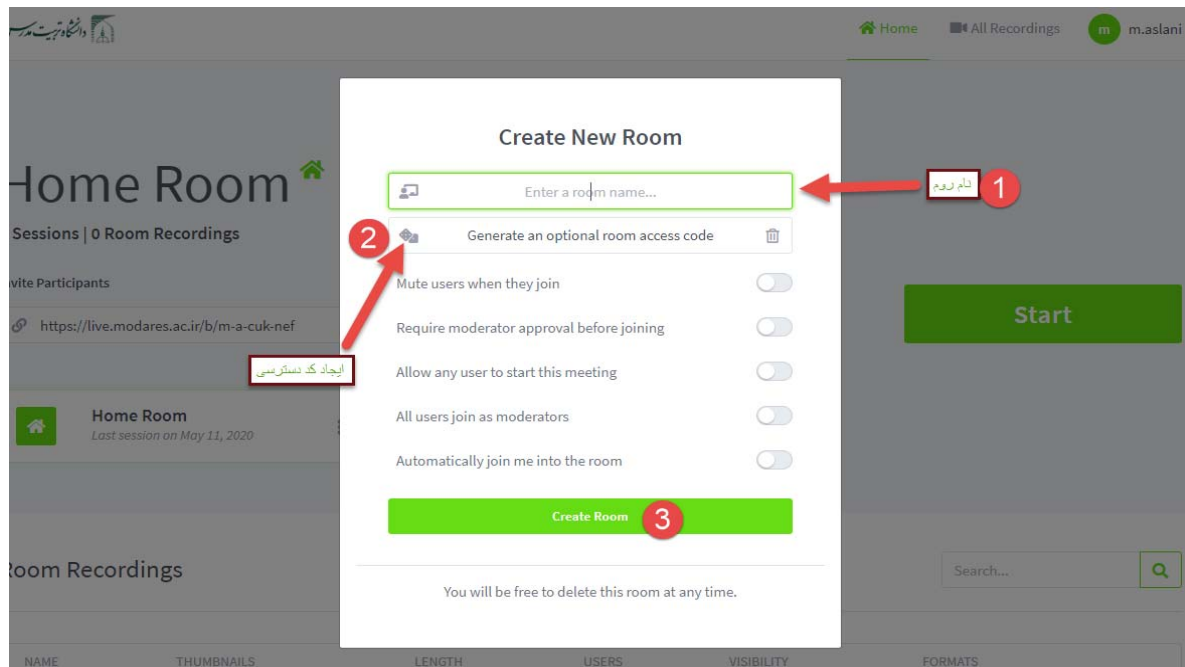 دانشگاه تربیت مدرس
Home
All Recordings
m
m.aslani
Create New Room
Home Room
Enter a room name...
نام روم
1
Sessions | 0 Room Recordings
2
Generate an optional room access code
Mute users when they join
vite Participants
https://live.modares.ac.ir/b/m-a-cuk-nef
Require moderator approval before joining
Start
ایجاد کد دسترسی
Allow any user to start this meeting
Home Room
Last session on May 11, 2020
All users join as moderators
Automatically join me into the room
Create Room
3
Room Recordings
Search...
You will be free to delete this room at any time.
NAME THUMBNAILS LENGTH USERS VISIBILITY FORMATS